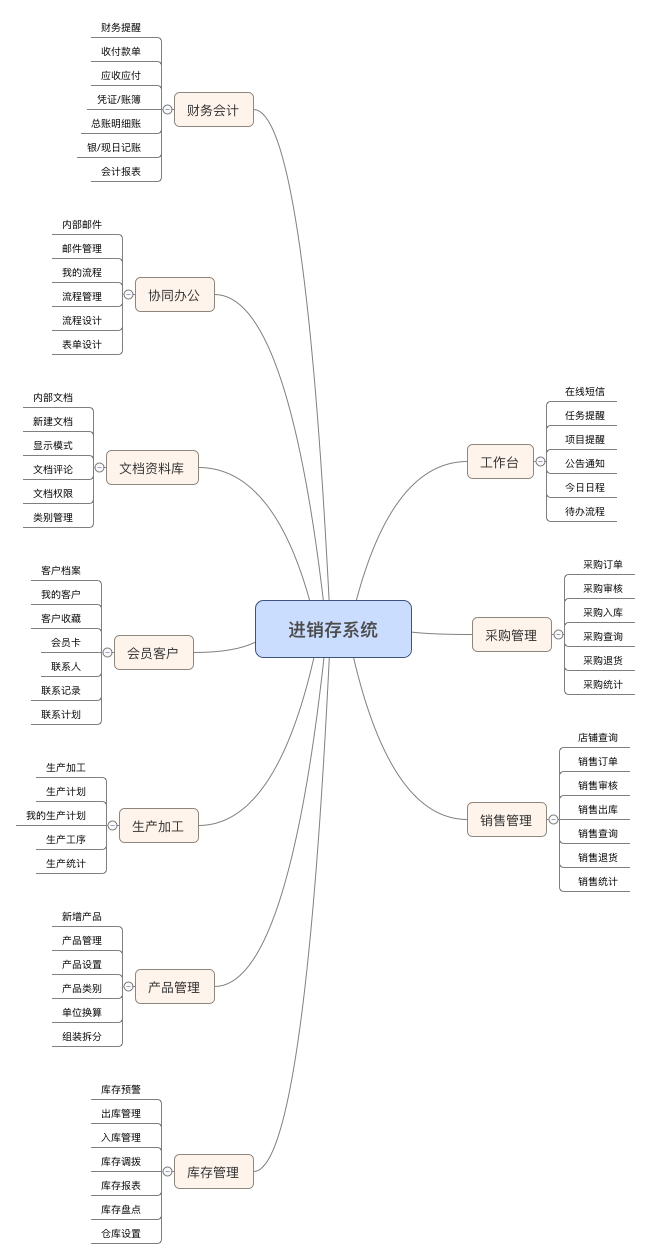 进销存系统
财务会计
财务提醒
收付款单
应收应付
凭证/账簿
总账明细账
银/现日记账
会计报表
协同办公
内部邮件
邮件管理
我的流程
流程管理
流程设计
表单设计
文档资料库
内部文档
新建文档
显示模式
文档评论
文档权限
类别管理
会员客户
客户档案
我的客户
客户收藏
会员卡
联系人
联系记录
联系计划
生产加工
生产加工
生产计划
我的生产计划
生产工序
生产统计
产品管理
新增产品
产品管理
产品设置
产品类别
单位换算
组装拆分
库存管理
库存预警
出库管理
入库管理
库存调拨
库存报表
库存盘点
仓库设置
工作台
在线短信
任务提醒
项目提醒
公告通知
今日日程
待办流程
采购管理
采购订单
采购审核
采购入库
采购查询
采购退货
采购统计
销售管理
店铺查询
销售订单
销售审核
销售出库
销售查询
销售退货
销售统计